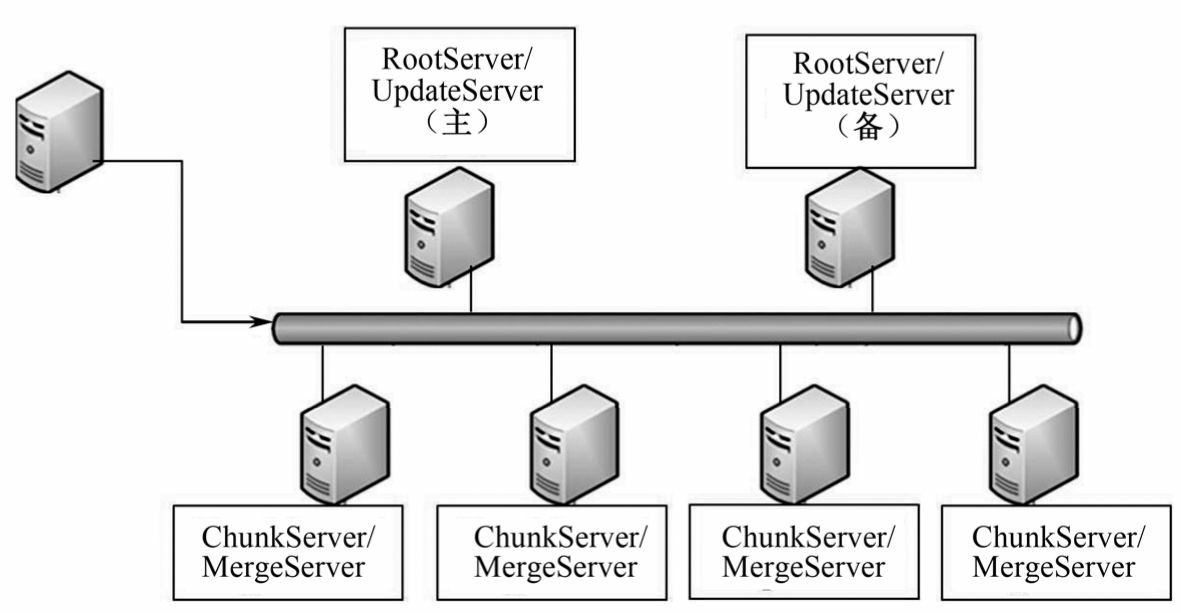 RootServer/
UpdateServer
（主）
RootServer/
UpdateServer
（备）
ChunkServer/
MergeServer
ChunkServer/
MergeServer
ChunkServer/
MergeServer
ChunkServer/
MergeServer